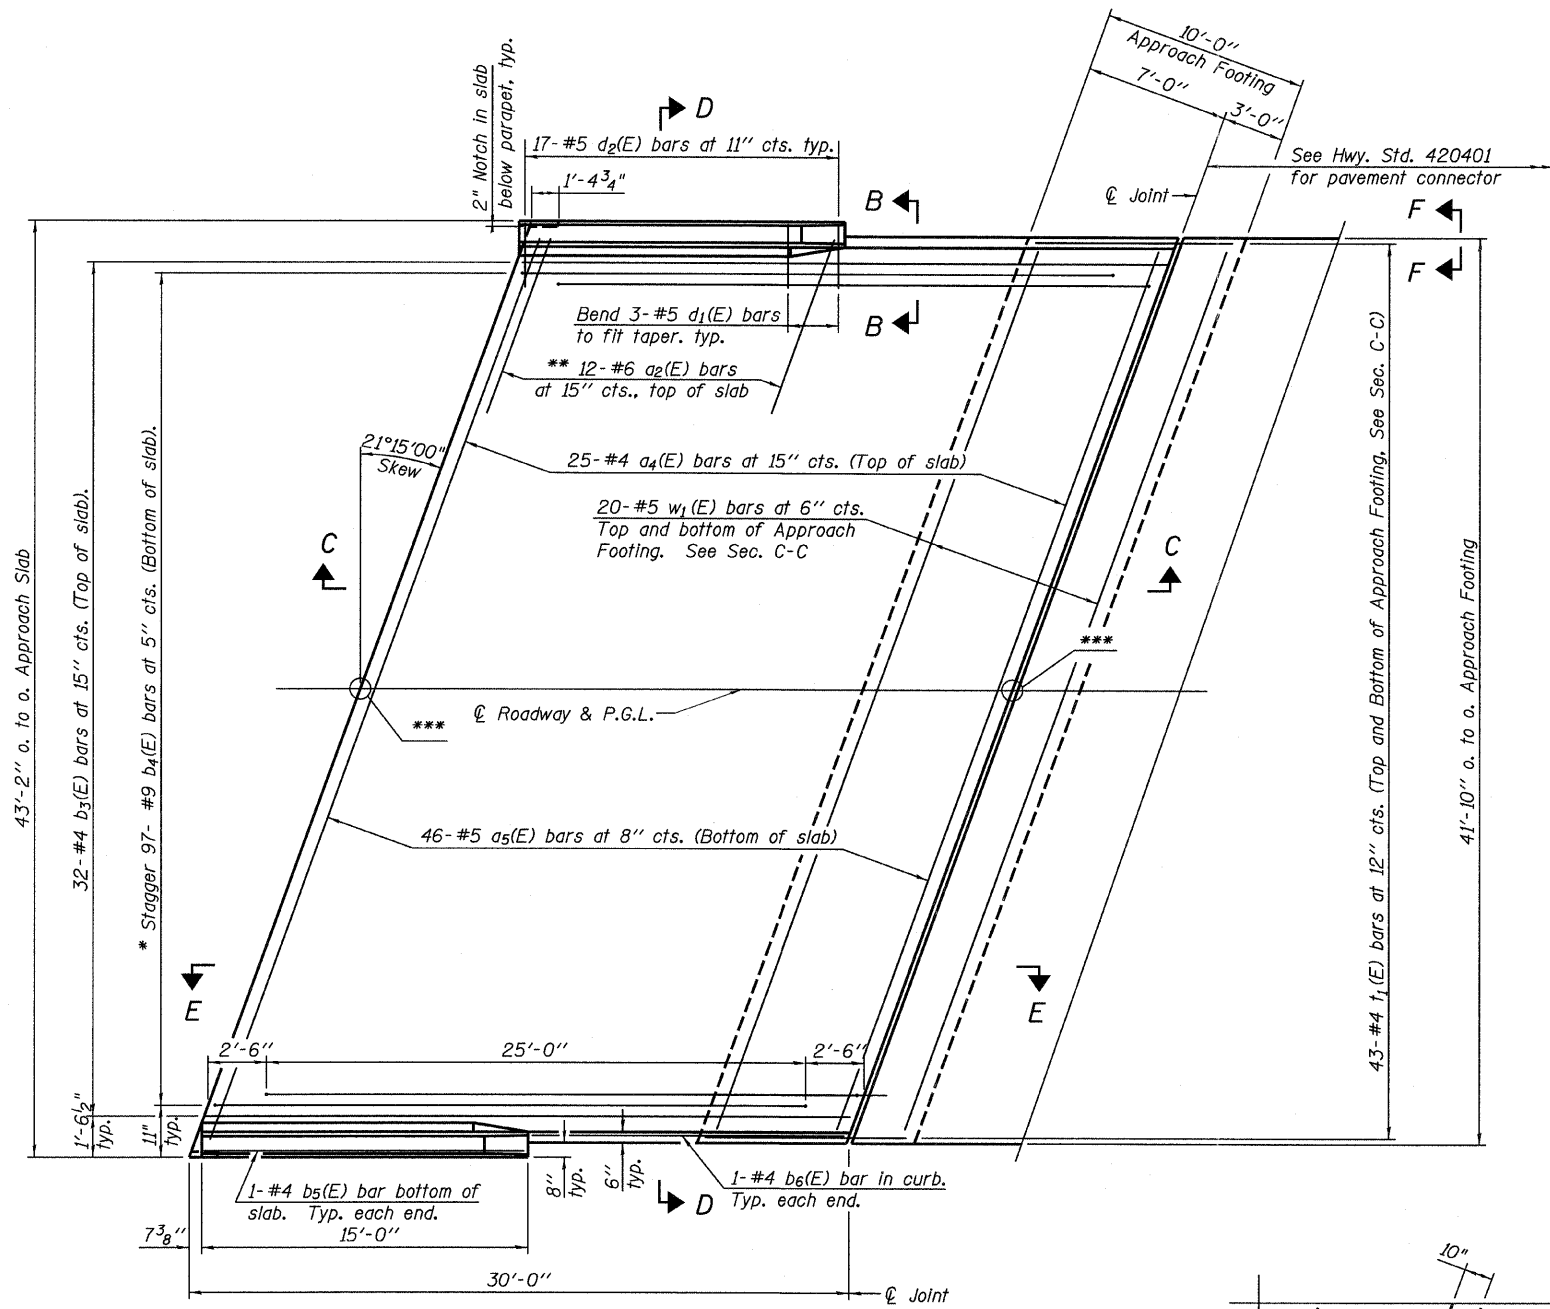 10'-0"
Approach Footing
7'-0"
3'-0"
2" Notch in slab
below parapet, typ.
D
17- #5 d2(E) bars at 11" cts. typ.
1'-4 3/4"
See Hwy. Std. 420401
for pavement connector
℄ Joint
B
F
F
Bend 3- #5 d1(E) bars
to fit taper. typ.
B
** 12- #6 a2(E) bars
at 15" cts., top of slab
21°15'00"
Skew
25- #4 a4(E) bars at 15" cts. (Top of slab)
20- #5 w1(E) bars at 6" cts.
Top and bottom of Approach
Footing. See Sec. C-C
C
C
43'-2" o. to o. Approach Slab
32- #4 b3(E) bars at 15" cts. (Top of slab).
* Stagger 97- #9 b4(E) bars at 5" cts. (Bottom of slab).
43- #4 t1(E) bars at 12" cts. (Top and Bottom of Approach Footing, See Sec. C-C)
41'-10" o. to o. Approach Footing
***
***
℄ Roadway & P.G.L.
46- #5 a5(E) bars at 8" cts. (Bottom of slab)
E
E
2'-6"
25'-0"
2'-6"
1'-6 1/2"
typ.
11"
typ.
8"
typ.
6"
typ.
1- #4 b5(E) bar bottom of
slab. Typ. each end.
D
1- #4 b6(E) bar in curb.
Typ. each end.
7 3/8"
15'-0"
30'-0"
℄ Joint
10"